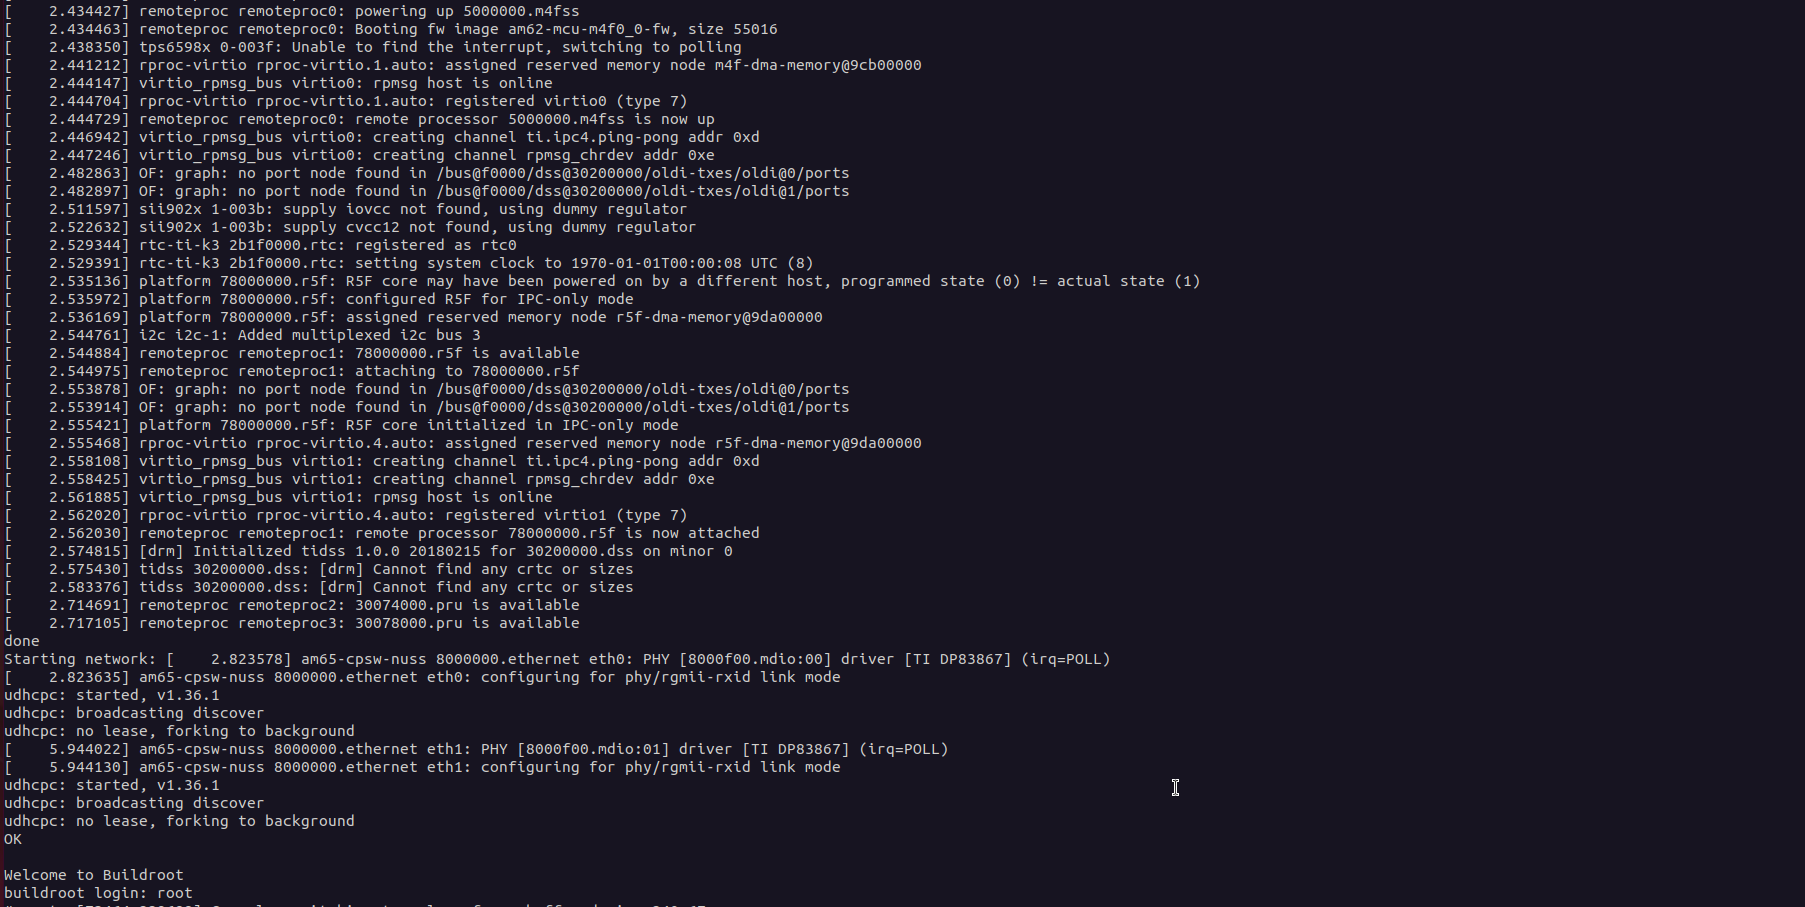 [    2.434427] remoteproc remoteproc0: powering up 5000000.m4fss
[    2.434463] remoteproc remoteproc0: Booting fw image am62-mcu-m4f0_0-fw, size 55016
[    2.438350] tps6598x 0-003f: Unable to find the interrupt, switching to polling
[    2.441212] rproc-virtio rproc-virtio.1.auto: assigned reserved memory node m4f-dma-memory@9cb00000
[    2.444147] virtio_rpmsg_bus virtio0: rpmsg host is online
[    2.444704] rproc-virtio rproc-virtio.1.auto: registered virtio0 (type 7)
[    2.444729] remoteproc remoteproc0: remote processor 5000000.m4fss is now up
[    2.446942] virtio_rpmsg_bus virtio0: creating channel ti.ipc4.ping-pong addr 0xd
[    2.447246] virtio_rpmsg_bus virtio0: creating channel rpmsg_chrdev addr 0xe
[    2.482863] OF: graph: no port node found in /bus@f0000/dss@30200000/oldi-txes/oldi@0/ports
[    2.482897] OF: graph: no port node found in /bus@f0000/dss@30200000/oldi-txes/oldi@1/ports
[    2.511597] sii902x 1-003b: supply iovcc not found, using dummy regulator
[    2.522632] sii902x 1-003b: supply cvcc12 not found, using dummy regulator
[    2.529344] rtc-ti-k3 2b1f0000.rtc: registered as rtc0
[    2.529391] rtc-ti-k3 2b1f0000.rtc: setting system clock to 1970-01-01T00:00:08 UTC (8)
[    2.535136] platform 78000000.r5f: R5F core may have been powered on by a different host, programmed state (0) != actual state (1)
[    2.535972] platform 78000000.r5f: configured R5F for IPC-only mode
[    2.536169] platform 78000000.r5f: assigned reserved memory node r5f-dma-memory@9da00000
[    2.544761] i2c i2c-1: Added multiplexed i2c bus 3
[    2.544884] remoteproc remoteproc1: 78000000.r5f is available
[    2.544975] remoteproc remoteproc1: attaching to 78000000.r5f
[    2.553878] OF: graph: no port node found in /bus@f0000/dss@30200000/oldi-txes/oldi@0/ports
[    2.553914] OF: graph: no port node found in /bus@f0000/dss@30200000/oldi-txes/oldi@1/ports
[    2.555421] platform 78000000.r5f: R5F core initialized in IPC-only mode
[    2.555468] rproc-virtio rproc-virtio.4.auto: assigned reserved memory node r5f-dma-memory@9da00000
[    2.558108] virtio_rpmsg_bus virtio1: creating channel ti.ipc4.ping-pong addr 0xd
[    2.558425] virtio_rpmsg_bus virtio1: creating channel rpmsg_chrdev addr 0xe
[    2.561885] virtio_rpmsg_bus virtio1: rpmsg host is online
[    2.562020] rproc-virtio rproc-virtio.4.auto: registered virtio1 (type 7)
[    2.562030] remoteproc remoteproc1: remote processor 78000000.r5f is now attached
[    2.574815] [drm] Initialized tidss 1.0.0 20180215 for 30200000.dss on minor 0
[    2.575430] tidss 30200000.dss: [drm] Cannot find any crtc or sizes
[    2.583376] tidss 30200000.dss: [drm] Cannot find any crtc or sizes
[    2.714691] remoteproc remoteproc2: 30074000.pru is available
[    2.717105] remoteproc remoteproc3: 30078000.pru is available
done
Starting network: [    2.823578] am65-cpsw-nuss 8000000.ethernet eth0: PHY [8000f00.mdio:00] driver [TI DP83867] (irq=POLL)
[    2.823635] am65-cpsw-nuss 8000000.ethernet eth0: configuring for phy/rgmii-rxid link mode
udhcpc: started, v1.36.1
udhcpc: broadcasting discover
udhcpc: no lease, forking to background
[    5.944022] am65-cpsw-nuss 8000000.ethernet eth1: PHY [8000f00.mdio:01] driver [TI DP83867] (irq=POLL)
[    5.944130] am65-cpsw-nuss 8000000.ethernet eth1: configuring for phy/rgmii-rxid link mode
udhcpc: started, v1.36.1
udhcpc: broadcasting discover
udhcpc: no lease, forking to background
OK
Welcome to Buildroot
buildroot login: root